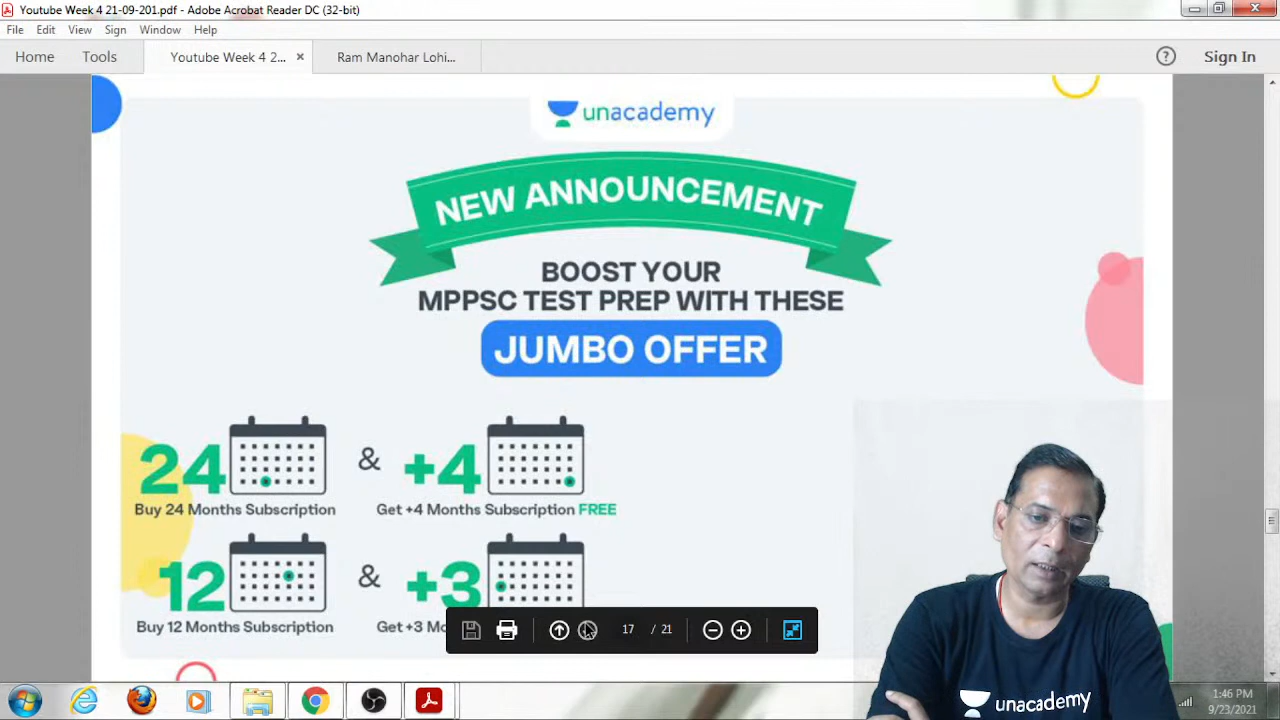 Youtube Week 4 21-09-201.pdf - Adobe Acrobat Reader DC (32-bit)
File Edit View Sign Window Help
Home Tools Youtube Week 4 2... × Ram Manohar Lohi... ? Sign In
unacademy
NEW ANNOUNCEMENT
BOOST YOUR
MPPSC TEST PREP WITH THESE
JUMBO OFFER
24 & +4
Buy 24 Months Subscription Get +4 Months Subscription FREE
12 & +3
Buy 12 Months Subscription Get +3 Mo
17 / 21
unacademy
1:46 PM
9/23/2021